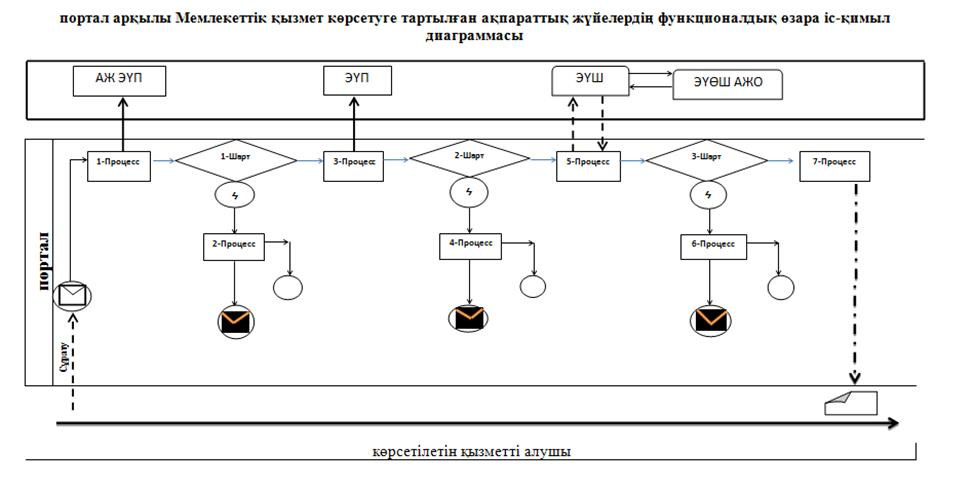 портал арқылы Мемлекеттік қызмет көрсетуге тартылған ақпараттық жүйелердің функционалдық өзара іс-қимыл
диаграммасы
АЖ ЭҮП
ЭҮП
ЭҮШ
ЭҮӨШ АЖО
1-Процесс
1-Шарт
3-Процесс
2-Шарт
5-Процесс
3-Шарт
7-Процесс
2-Процесс
4-Процесс
6-Процесс
портал
Сұрату
көрсетілетін қызметті алушы